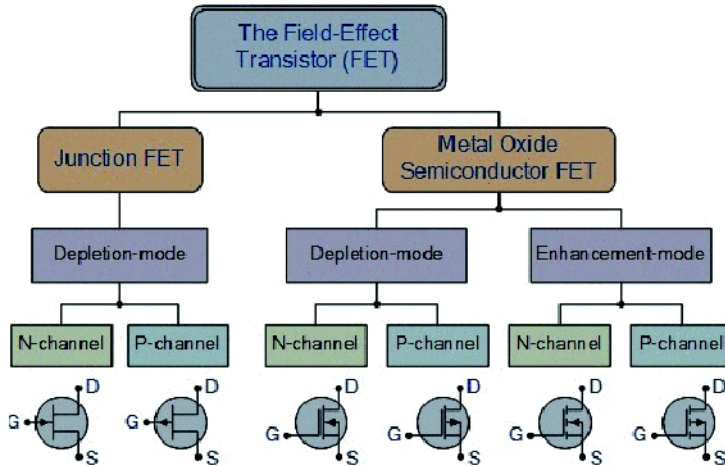 The Field-Effect
Transistor (FET)
Junction FET
Metal Oxide
Semiconductor FET
Depletion-mode
Depletion-mode
Enhancement-mode
N-channel
P-channel
N-channel
P-channel
N-channel
P-channel
D
D
D
D
D
D
G
G
G
G
G
G
S
S
S
S
S
S